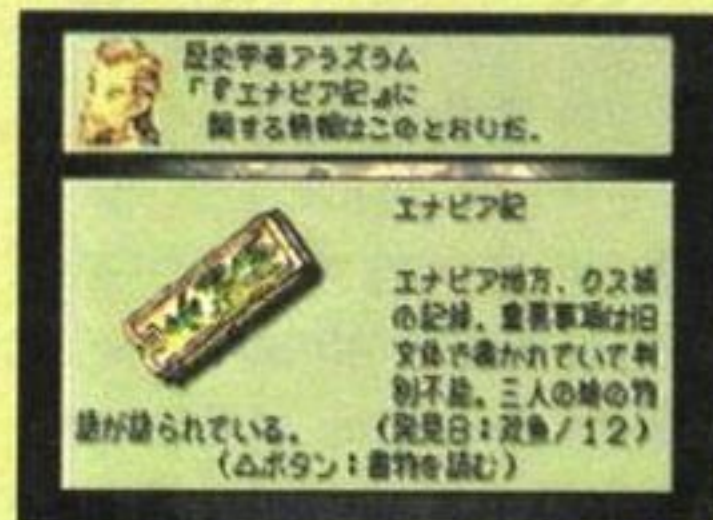 歴史学者アラズラム
「『エナビア記』に
関する情報はこのとおりだ。
エナビア記
エナビア地方、クス城
の記録。重要事項は旧
文体で書かれていて判
別不能。三人の娘の物
語が語られている。 (発見日:双魚/12)
(△ボタン:書物を読む)